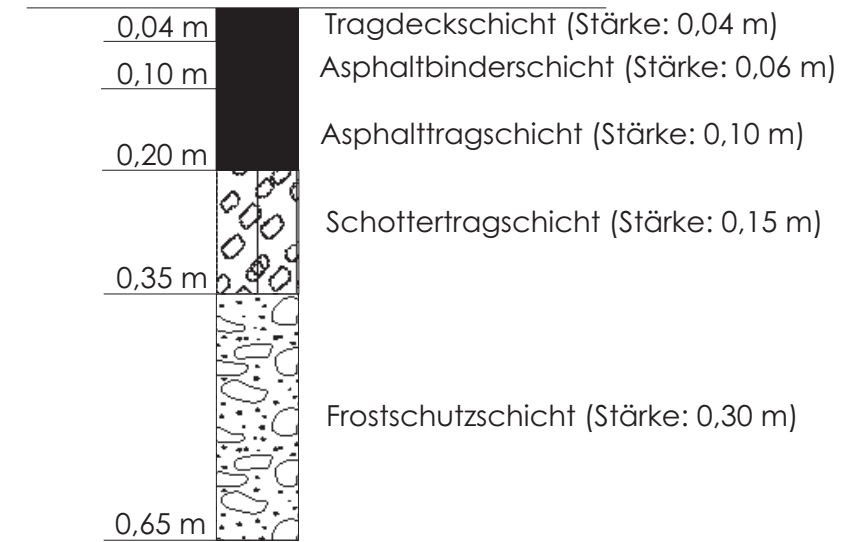 0,04 m Tragdeckschicht (Stärke: 0,04 m)
0,10 m Asphaltbinderschicht (Stärke: 0,06 m)
Asphalttragschicht (Stärke: 0,10 m)
0,20 m
Schottertragschicht (Stärke: 0,15 m)
0,35 m
Frostschutzschicht (Stärke: 0,30 m)
0,65 m